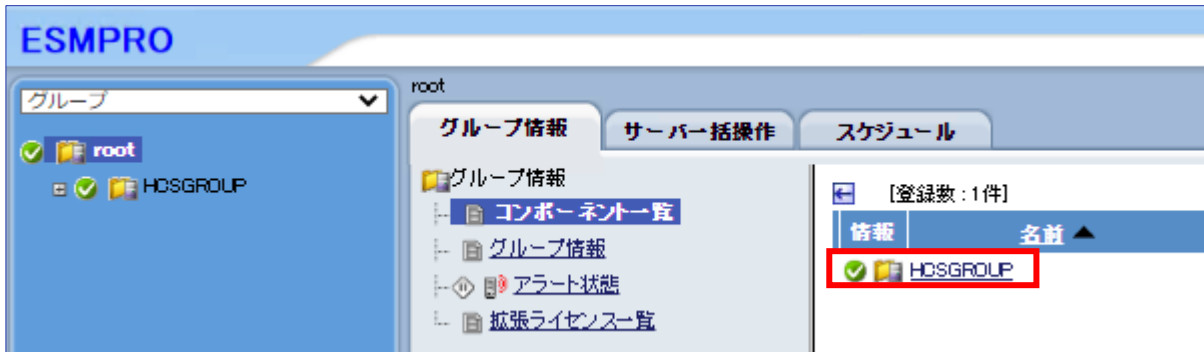 ESMPRO
グループ
root
HCSGROUP
root
グループ情報
サーバ一括操作
スケジュール
グループ情報
コンポーネント一覧
グループ情報
アラート状態
拡張ライセンス一覧
[登録数 : 1件]
情報 名前 ▲
HCSGROUP